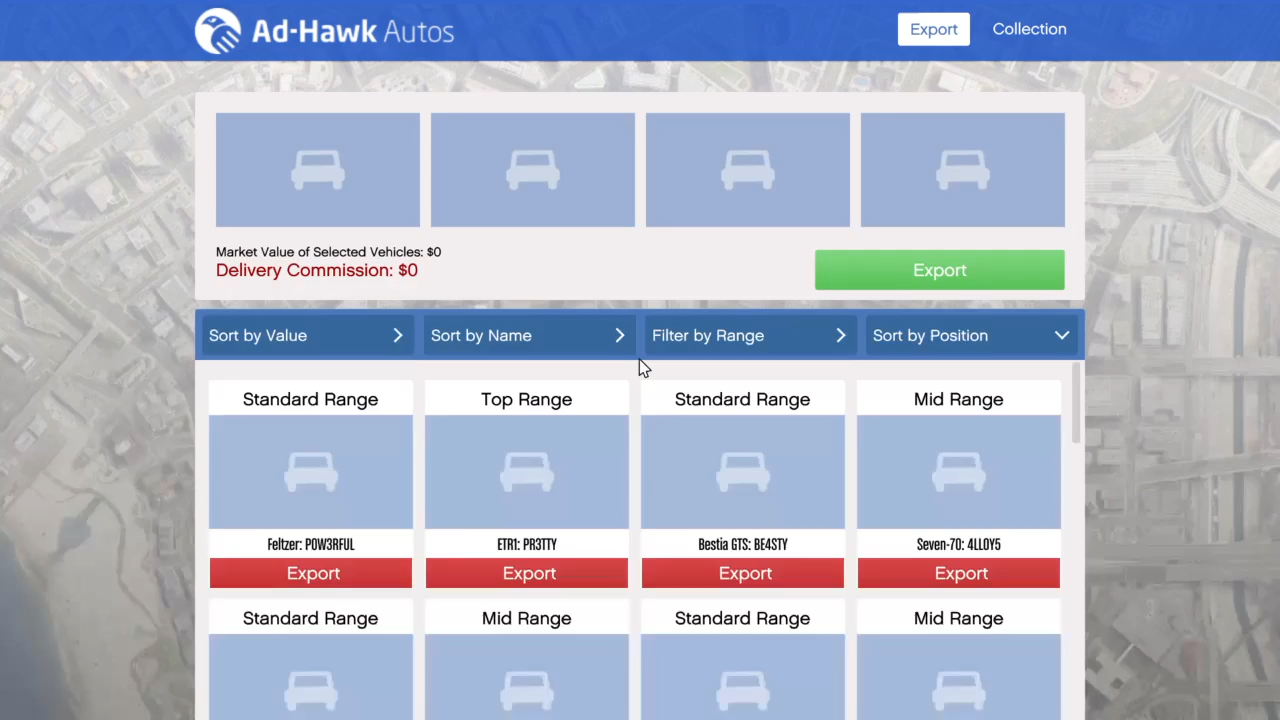 Ad-Hawk Autos
Export
Collection
Market Value of Selected Vehicles: $0
Delivery Commission: $0
Export
Sort by Value
Sort by Name
Filter by Range
Sort by Position
Standard Range
Top Range
Standard Range
Mid Range
Feltzer: P0W3RFUL
ETR1: PR3TTY
Bestia GTS: BE4STY
Seven-70: 4LL0Y5
Export
Export
Export
Export
Standard Range
Mid Range
Standard Range
Mid Range